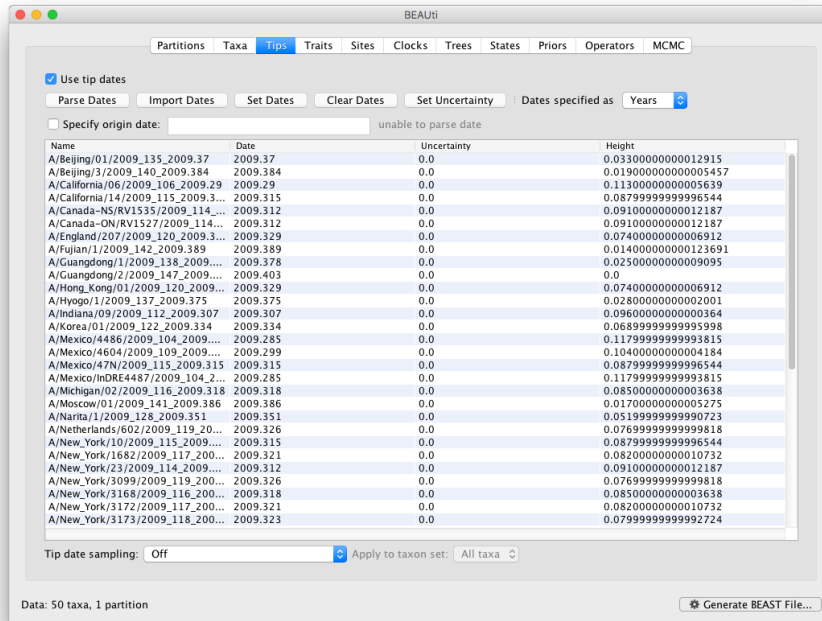 BEAUti
Partitions Taxa Tips Traits Sites Clocks Trees States Priors Operators MCMC
Use tip dates
Parse Dates Import Dates Set Dates Clear Dates Set Uncertainty Dates specified as Years
Specify origin date: unable to parse date
Name Date Uncertainty Height
A/Beijing/01/2009_135_2009.37 2009.37 0.0 0.03300000000012915
A/Beijing/3/2009_140_2009.384 2009.384 0.0 0.019000000000005457
A/California/06/2009_106_2009.29 2009.29 0.0 0.11300000000005639
A/California/14/2009_115_2009.3... 2009.315 0.0 0.08799999999996544
A/Canada-NS/RV1535/2009_114_... 2009.312 0.0 0.09100000000012187
A/Canada-ON/RV1527/2009_114... 2009.312 0.0 0.09100000000012187
A/England/207/2009_120_2009.3... 2009.329 0.0 0.07400000000006912
A/Fujian/1/2009_142_2009.389 2009.389 0.0 0.014000000000123691
A/Guangdong/1/2009_138_2009.... 2009.378 0.0 0.02500000000009095
A/Guangdong/2/2009_147_2009.... 2009.403 0.0 0.0
A/Hong_Kong/01/2009_120_2009... 2009.329 0.0 0.07400000000006912
A/Hyogo/1/2009_137_2009.375 2009.375 0.0 0.02800000000002001
A/Indiana/09/2009_112_2009.307 2009.307 0.0 0.09600000000000364
A/Korea/01/2009_122_2009.334 2009.334 0.0 0.06899999999995998
A/Mexico/4486/2009_104_2009.... 2009.285 0.0 0.11799999999993815
A/Mexico/4604/2009_109_2009.... 2009.299 0.0 0.10400000000004184
A/Mexico/47N/2009_115_2009.315 2009.315 0.0 0.08799999999996544
A/Mexico/InDRE4487/2009_104_2... 2009.285 0.0 0.11799999999993815
A/Michigan/02/2009_116_2009.318 2009.318 0.0 0.08500000000003638
A/Moscow/01/2009_141_2009.386 2009.386 0.0 0.01700000000005275
A/Narita/1/2009_128_2009.351 2009.351 0.0 0.05199999999990723
A/Netherlands/602/2009_119_20... 2009.326 0.0 0.07699999999999818
A/New_York/10/2009_115_2009.... 2009.315 0.0 0.08799999999996544
A/New_York/1682/2009_117_200... 2009.321 0.0 0.08200000000010732
A/New_York/23/2009_114_2009.... 2009.312 0.0 0.09100000000012187
A/New_York/3099/2009_119_200... 2009.326 0.0 0.07699999999999818
A/New_York/3168/2009_116_200... 2009.318 0.0 0.08500000000003638
A/New_York/3172/2009_117_200... 2009.321 0.0 0.08200000000010732
A/New_York/3173/2009_118_200... 2009.323 0.0 0.07999999999992724
Tip date sampling: Off Apply to taxon set: All taxa
Data: 50 taxa, 1 partition Generate BEAST File...